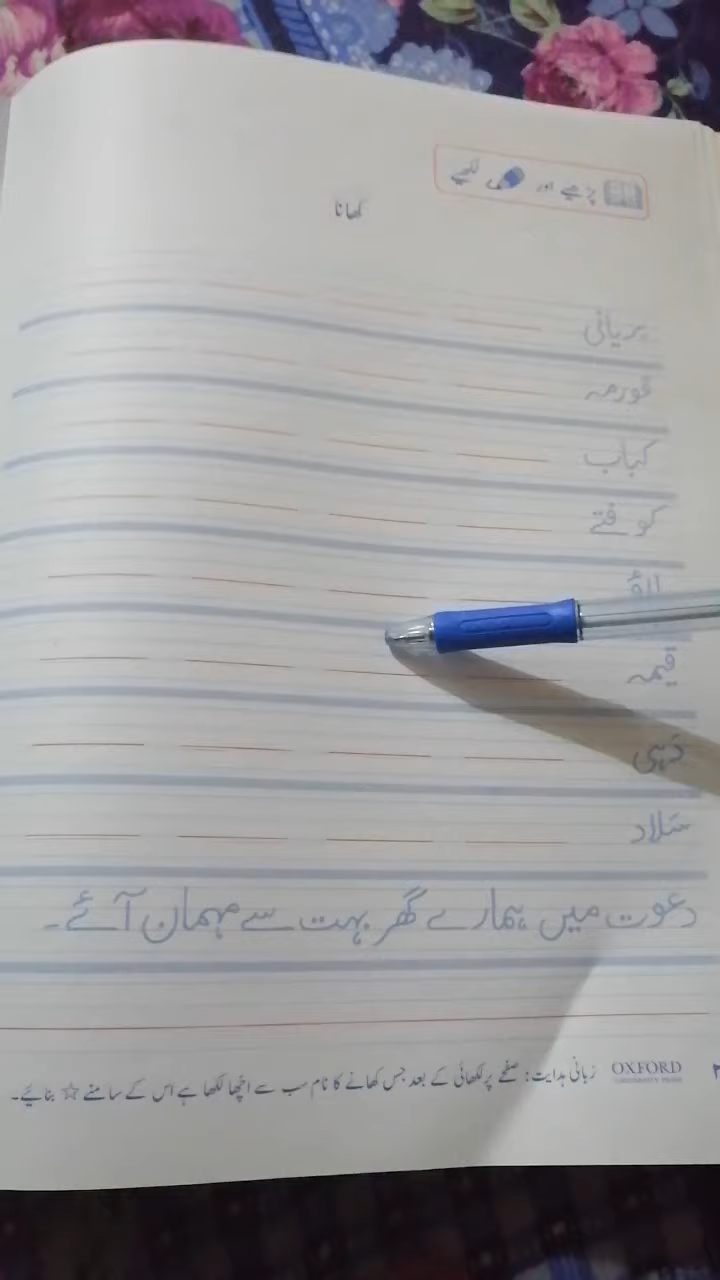 پڑھیے اور لکھیے
کھانا
بریانی
قورمہ
کباب
کوفتے
قیمہ
دہی
سلاد
دعوت میں ہمارے گھر بہت سے مہمان آئے۔
OXFORD
UNIVERSITY PRESS
زبانی ہدایت: صفحے پر لکھائی کے بعد جس کھانے کا نام سب سے اچھا لکھا ہے اس کے سامنے ☆ بنائیے۔